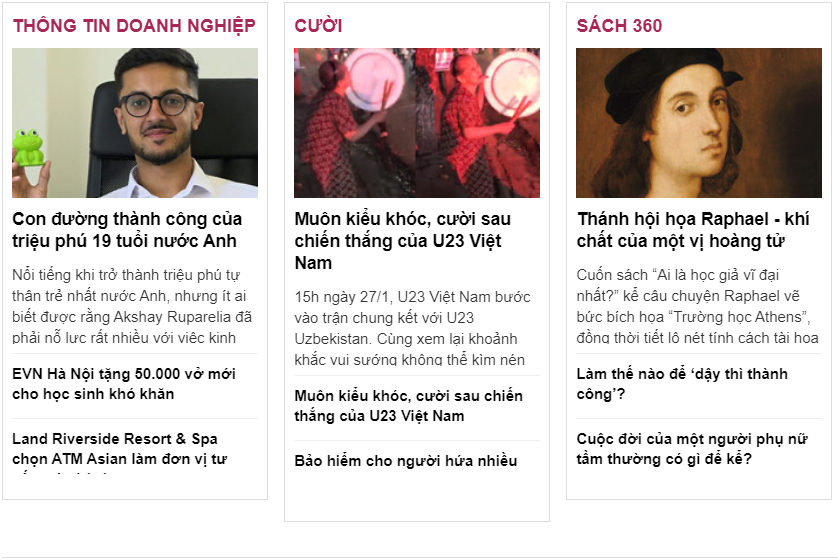 THÔNG TIN DOANH NGHIỆP
Con đường thành công của
triệu phú 19 tuổi nước Anh
Nổi tiếng khi trở thành triệu phú tự
thân trẻ nhất nước Anh, nhưng ít ai
biết được rằng Akshay Ruparelia đã
phải nỗ lực rất nhiều với việc kinh
EVN Hà Nội tặng 50.000 vở mới
cho học sinh khó khăn
Land Riverside Resort & Spa
chọn ATM Asian làm đơn vị tư
CƯỜI
Muôn kiểu khóc, cười sau
chiến thắng của U23 Việt
Nam
15h ngày 27/1, U23 Việt Nam bước
vào trận chung kết với U23
Uzbekistan. Cùng xem lại khoảnh
khắc vui sướng không thể kìm nén
Muôn kiểu khóc, cười sau chiến
thắng của U23 Việt Nam
Bảo hiểm cho người hứa nhiều
SÁCH 360
Thánh hội họa Raphael - khí
chất của một vị hoàng tử
Cuốn sách “Ai là học giả vĩ đại
nhất?” kể câu chuyện Raphael vẽ
bức bích họa “Trường học Athens”,
đồng thời tiết lộ nét tính cách tài hoa
Làm thế nào để ‘dậy thì thành
công’?
Cuộc đời của một người phụ nữ
tầm thường có gì để kể?